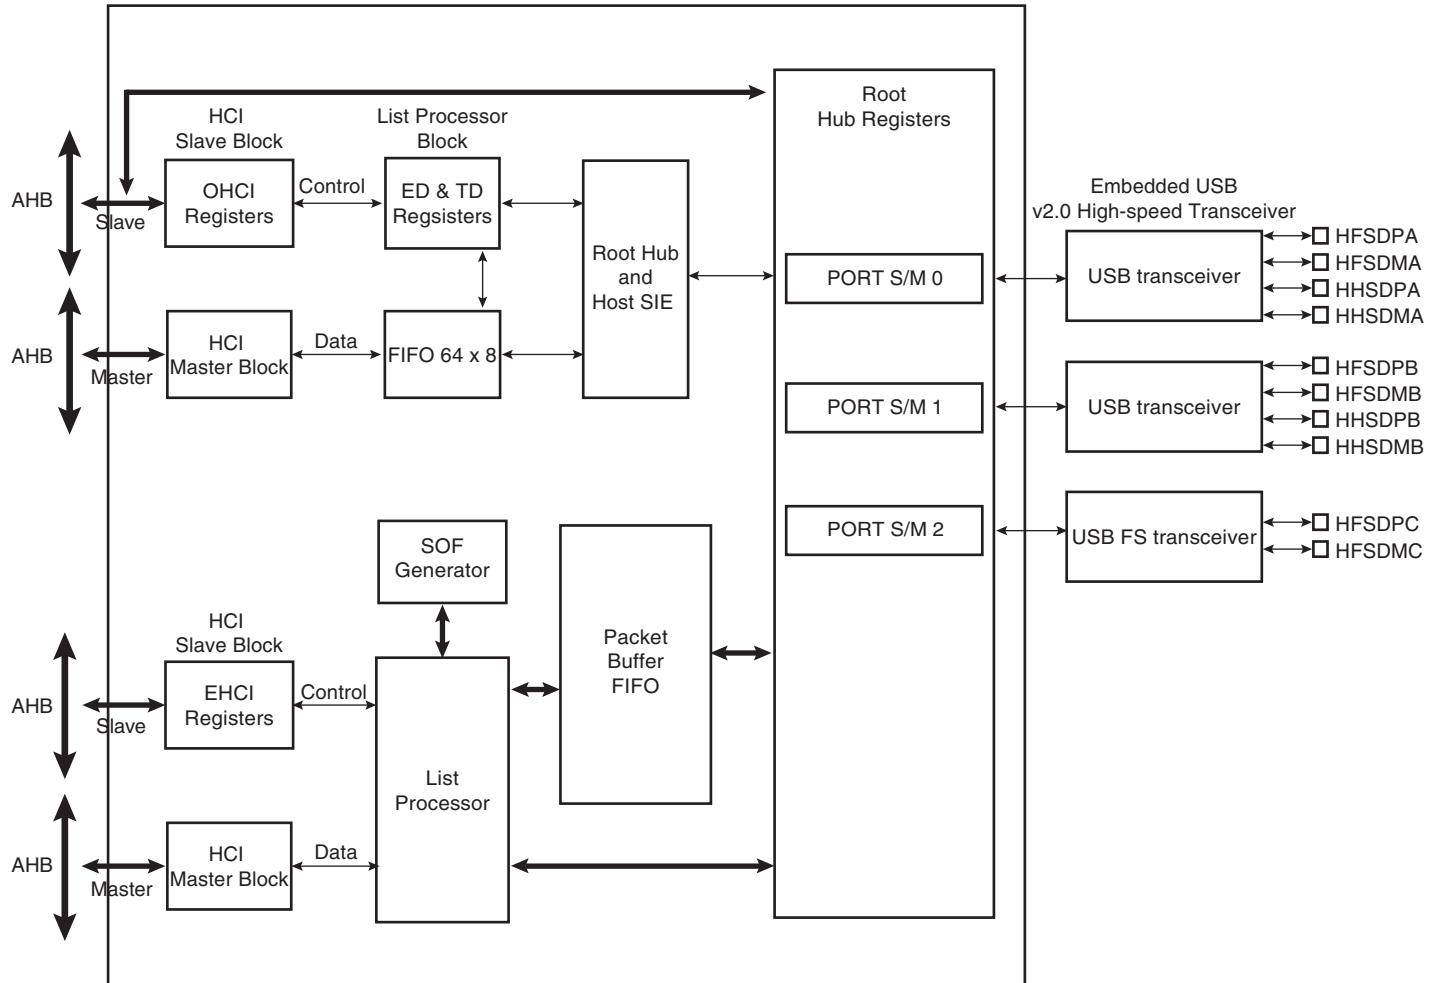 Root
Hub Registers
HCI
Slave Block
List Processor
Block
AHB
Slave
OHCI
Registers
Control
ED & TD
Regsisters
Root Hub
and
Host SIE
AHB
Master
HCI
Master Block
Data
FIFO 64 x 8
PORT S/M 0
PORT S/M 1
PORT S/M 2
Embedded USB
v2.0 High-speed Transceiver
USB transceiver
HFSDPA
HFSDMA
HHSDPA
HHSDMA
USB transceiver
HFSDPB
HFSDMB
HHSDPB
HHSDMB
USB FS transceiver
HFSDPC
HFSDMC
SOF
Generator
HCI
Slave Block
AHB
Slave
EHCI
Registers
Control
Packet
Buffer
FIFO
List
Processor
AHB
Master
HCI
Master Block
Data